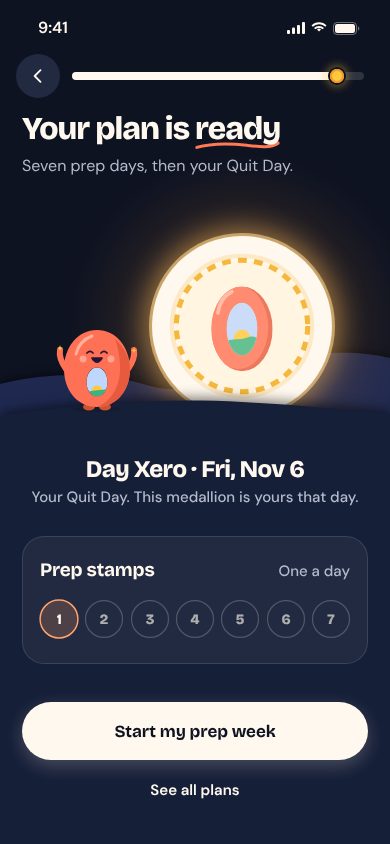 9:41
Your plan is ready
Seven prep days, then your Quit Day.
Day Xero · Fri, Nov 6
Your Quit Day. This medallion is yours that day.
Prep stamps
One a day
1 2 3 4 5 6 7
Start my prep week
See all plans